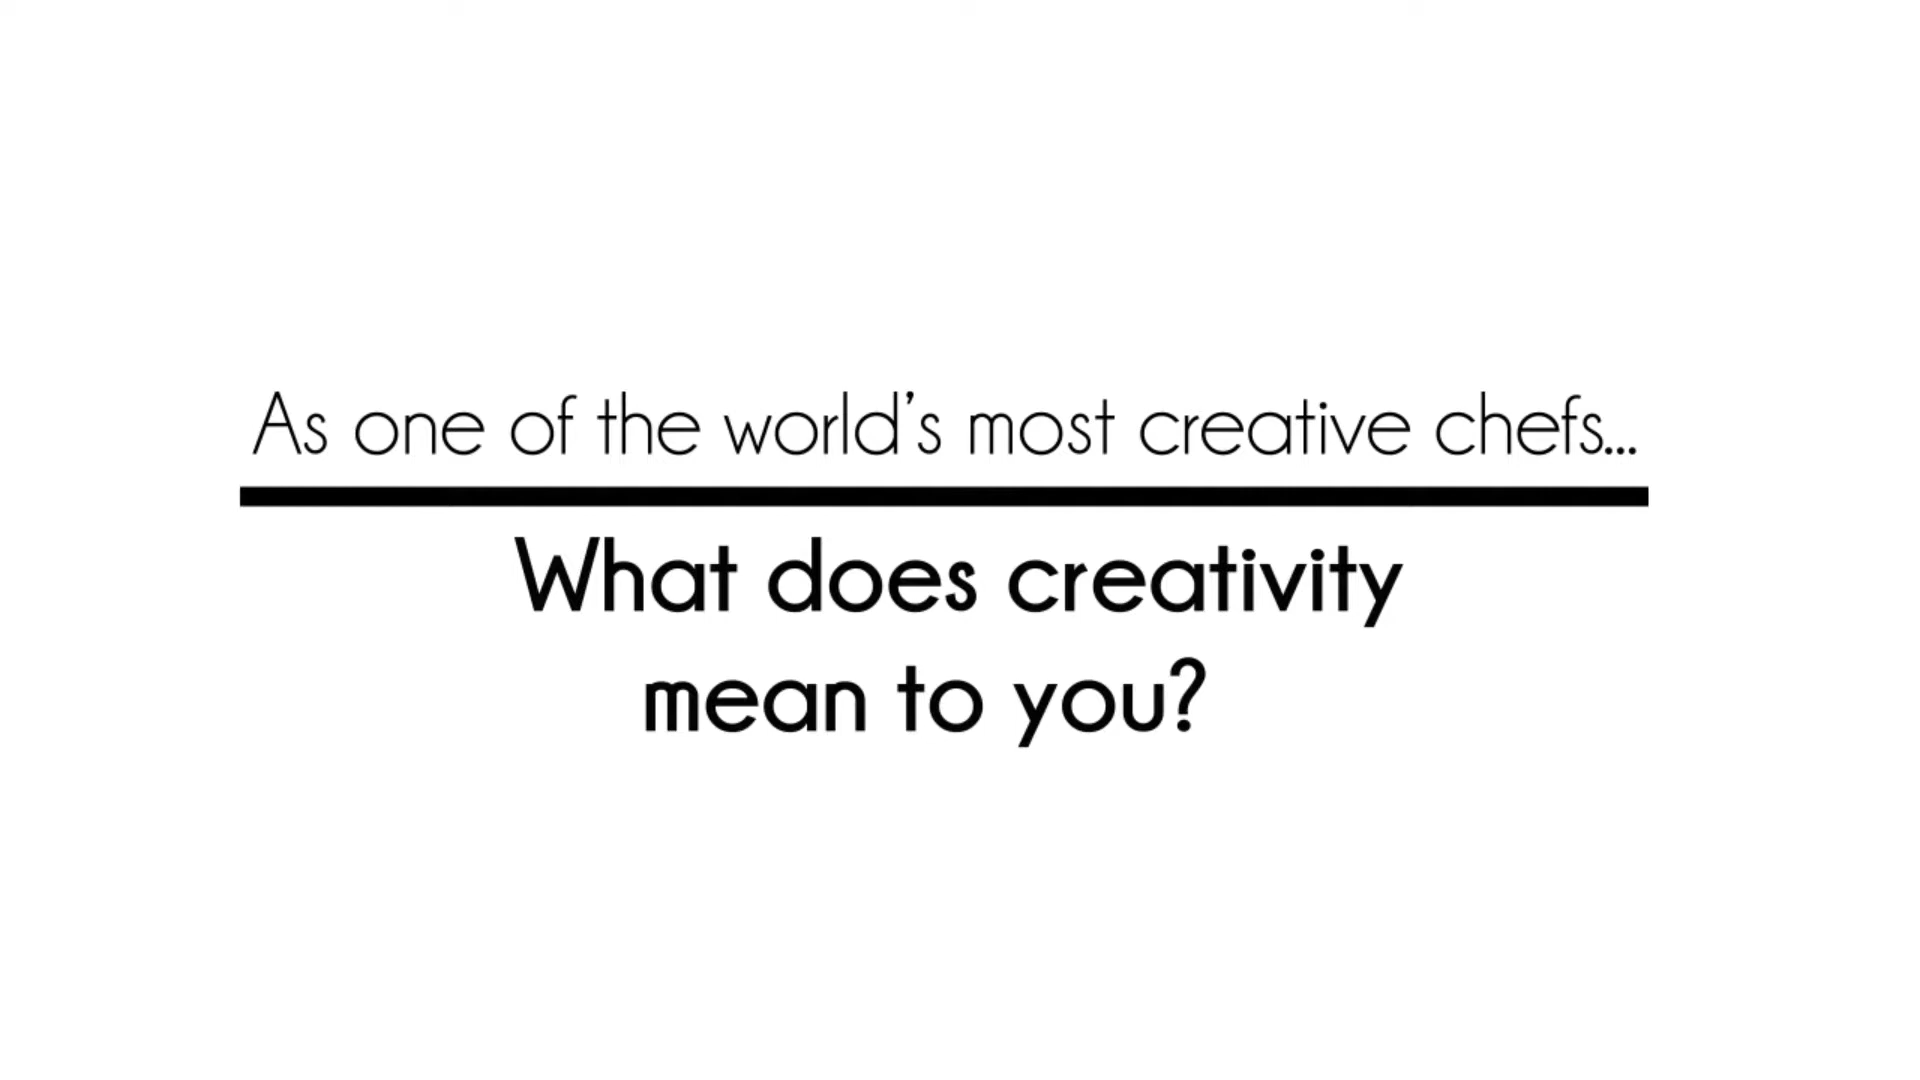 As one of the world’s most creative chefs...
What does creativity
mean to you?